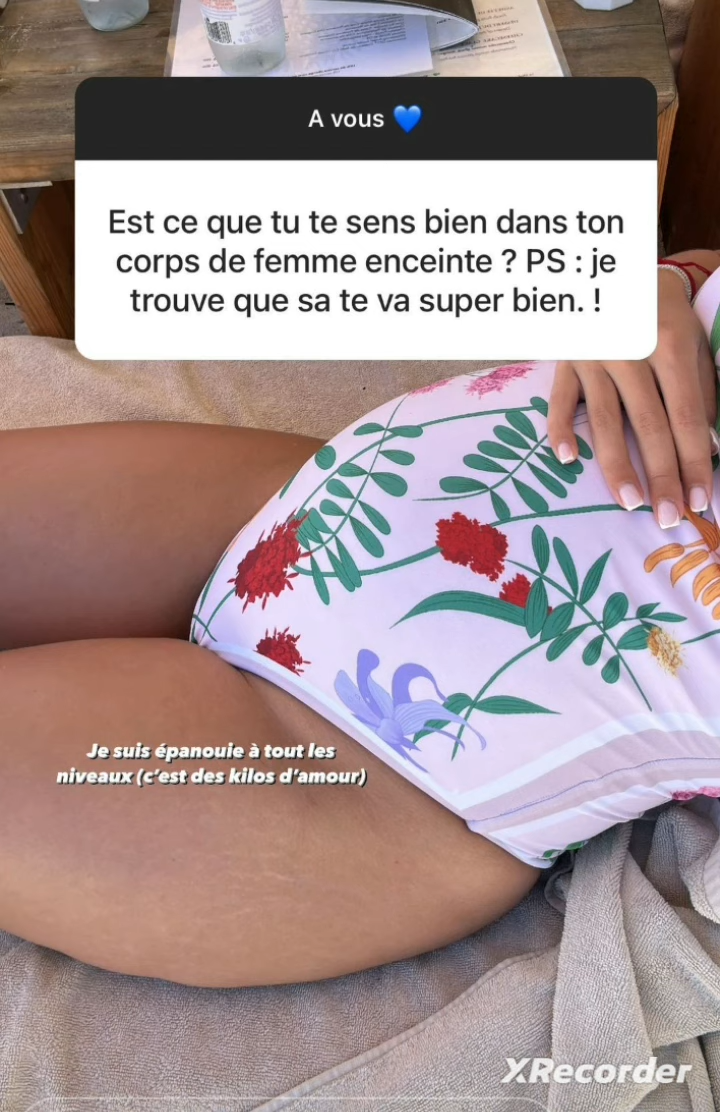 A vous 💙
Est ce que tu te sens bien dans ton
corps de femme enceinte ? PS : je
trouve que sa te va super bien. !
Je suis épanouie à tout les
niveaux (c’est des kilos d’amour)
XRecorder